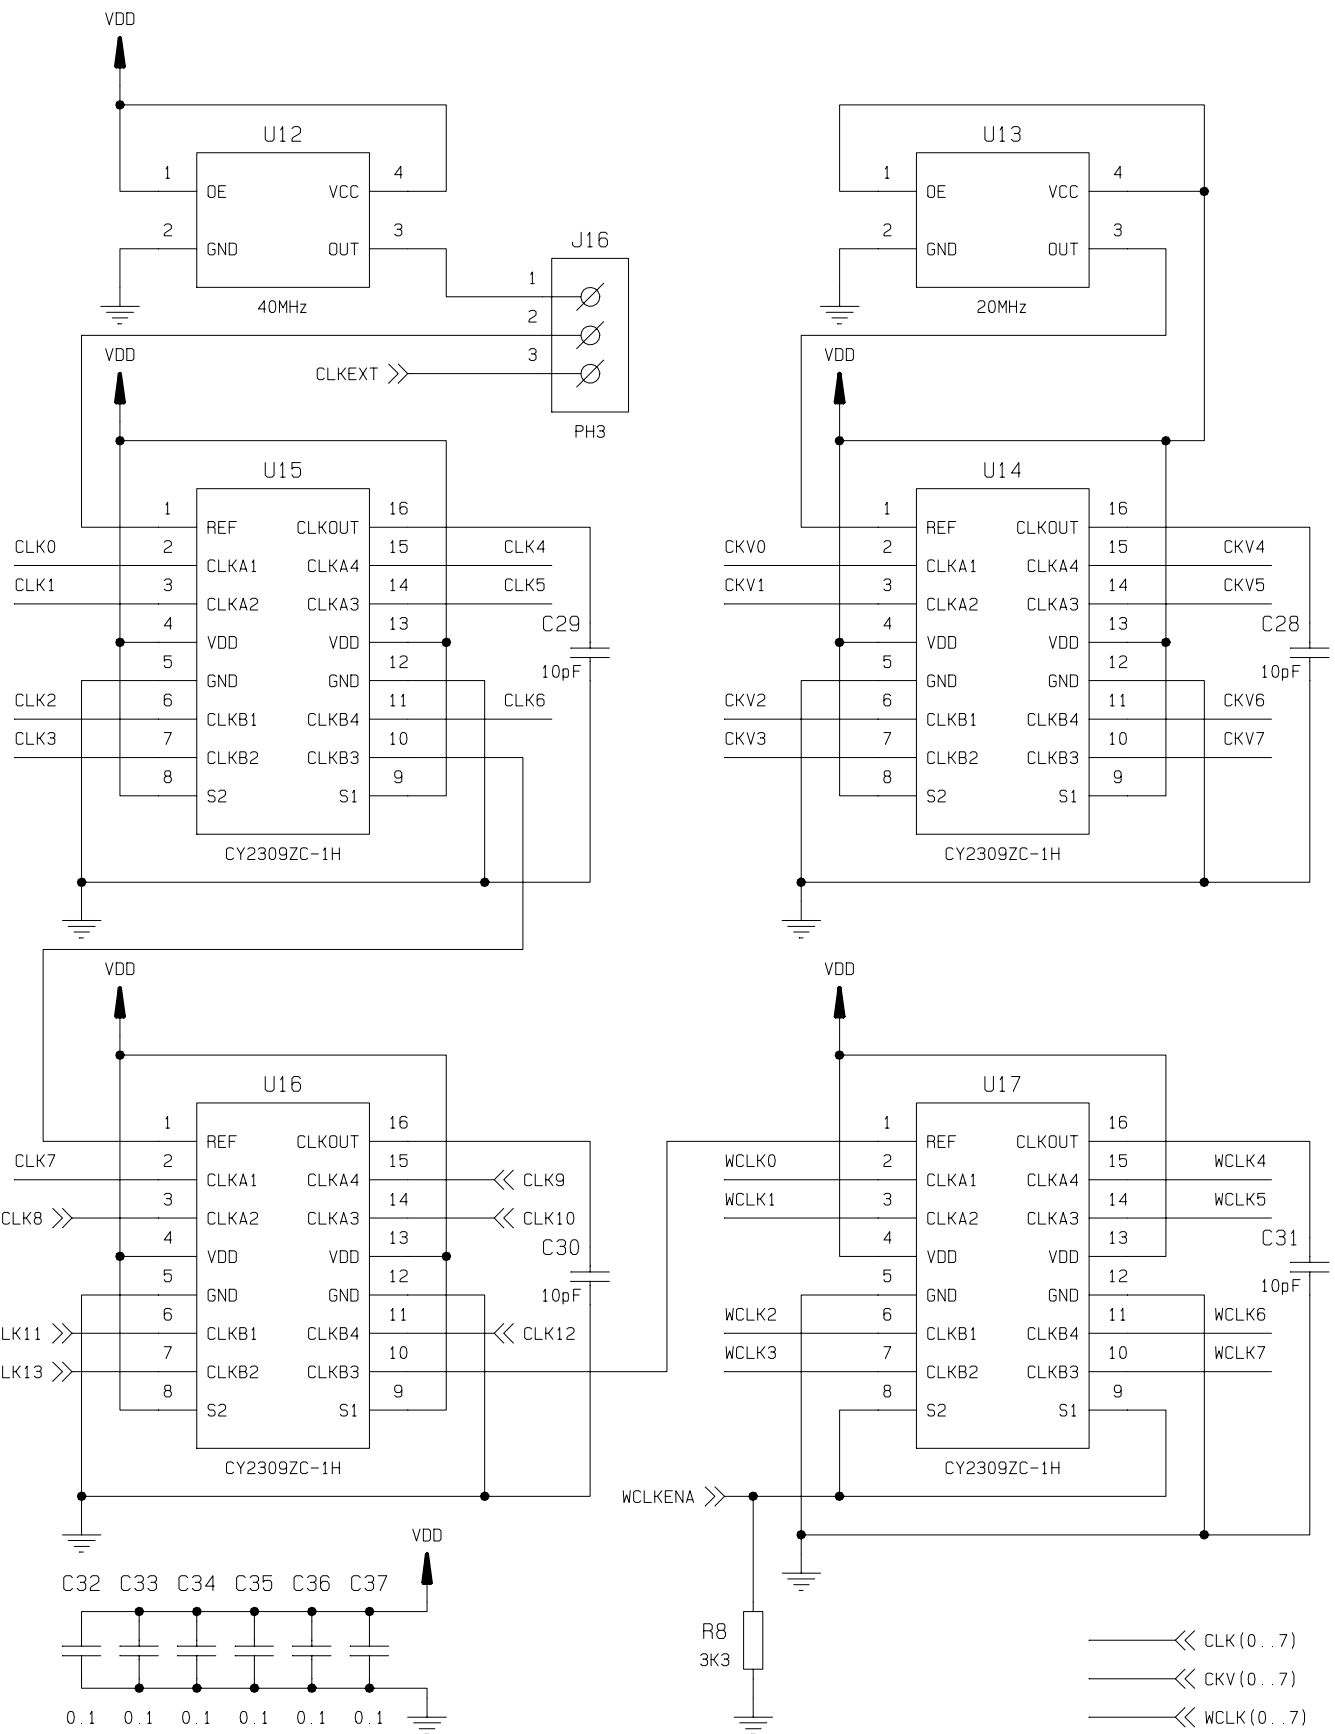 VDD
U12
1 OE VCC 4
2 GND OUT 3
40MHz
J16
1
2
3
CLKEXT
PH3
U13
1 OE VCC 4
2 GND OUT 3
20MHz
VDD
U15
1 REF CLKOUT 16
CLK0 2 CLKA1 CLKA4 15 CLK4
CLK1 3 CLKA2 CLKA3 14 CLK5
4 VDD VDD 13
5 GND GND 12
CLK2 6 CLKB1 CLKB4 11 CLK6
CLK3 7 CLKB2 CLKB3 10
8 S2 S1 9
CY2309ZC-1H
C29
10pF
VDD
U14
1 REF CLKOUT 16
CKV0 2 CLKA1 CLKA4 15 CKV4
CKV1 3 CLKA2 CLKA3 14 CKV5
4 VDD VDD 13
5 GND GND 12
CKV2 6 CLKB1 CLKB4 11 CKV6
CKV3 7 CLKB2 CLKB3 10 CKV7
8 S2 S1 9
CY2309ZC-1H
C28
10pF
VDD
U16
1 REF CLKOUT 16
CLK7 2 CLKA1 CLKA4 15 CLK9
CLK8 3 CLKA2 CLKA3 14 CLK10
4 VDD VDD 13
5 GND GND 12
LK11 6 CLKB1 CLKB4 11 CLK12
LK13 7 CLKB2 CLKB3 10
8 S2 S1 9
CY2309ZC-1H
C30
10pF
VDD
U17
1 REF CLKOUT 16
WCLK0 2 CLKA1 CLKA4 15 WCLK4
WCLK1 3 CLKA2 CLKA3 14 WCLK5
4 VDD VDD 13
5 GND GND 12
WCLK2 6 CLKB1 CLKB4 11 WCLK6
WCLK3 7 CLKB2 CLKB3 10 WCLK7
8 S2 S1 9
CY2309ZC-1H
C31
10pF
WCLKENA
R8
3K3
VDD
C32 C33 C34 C35 C36 C37
0.1 0.1 0.1 0.1 0.1 0.1
CLK(0..7)
CKV(0..7)
WCLK(0..7)